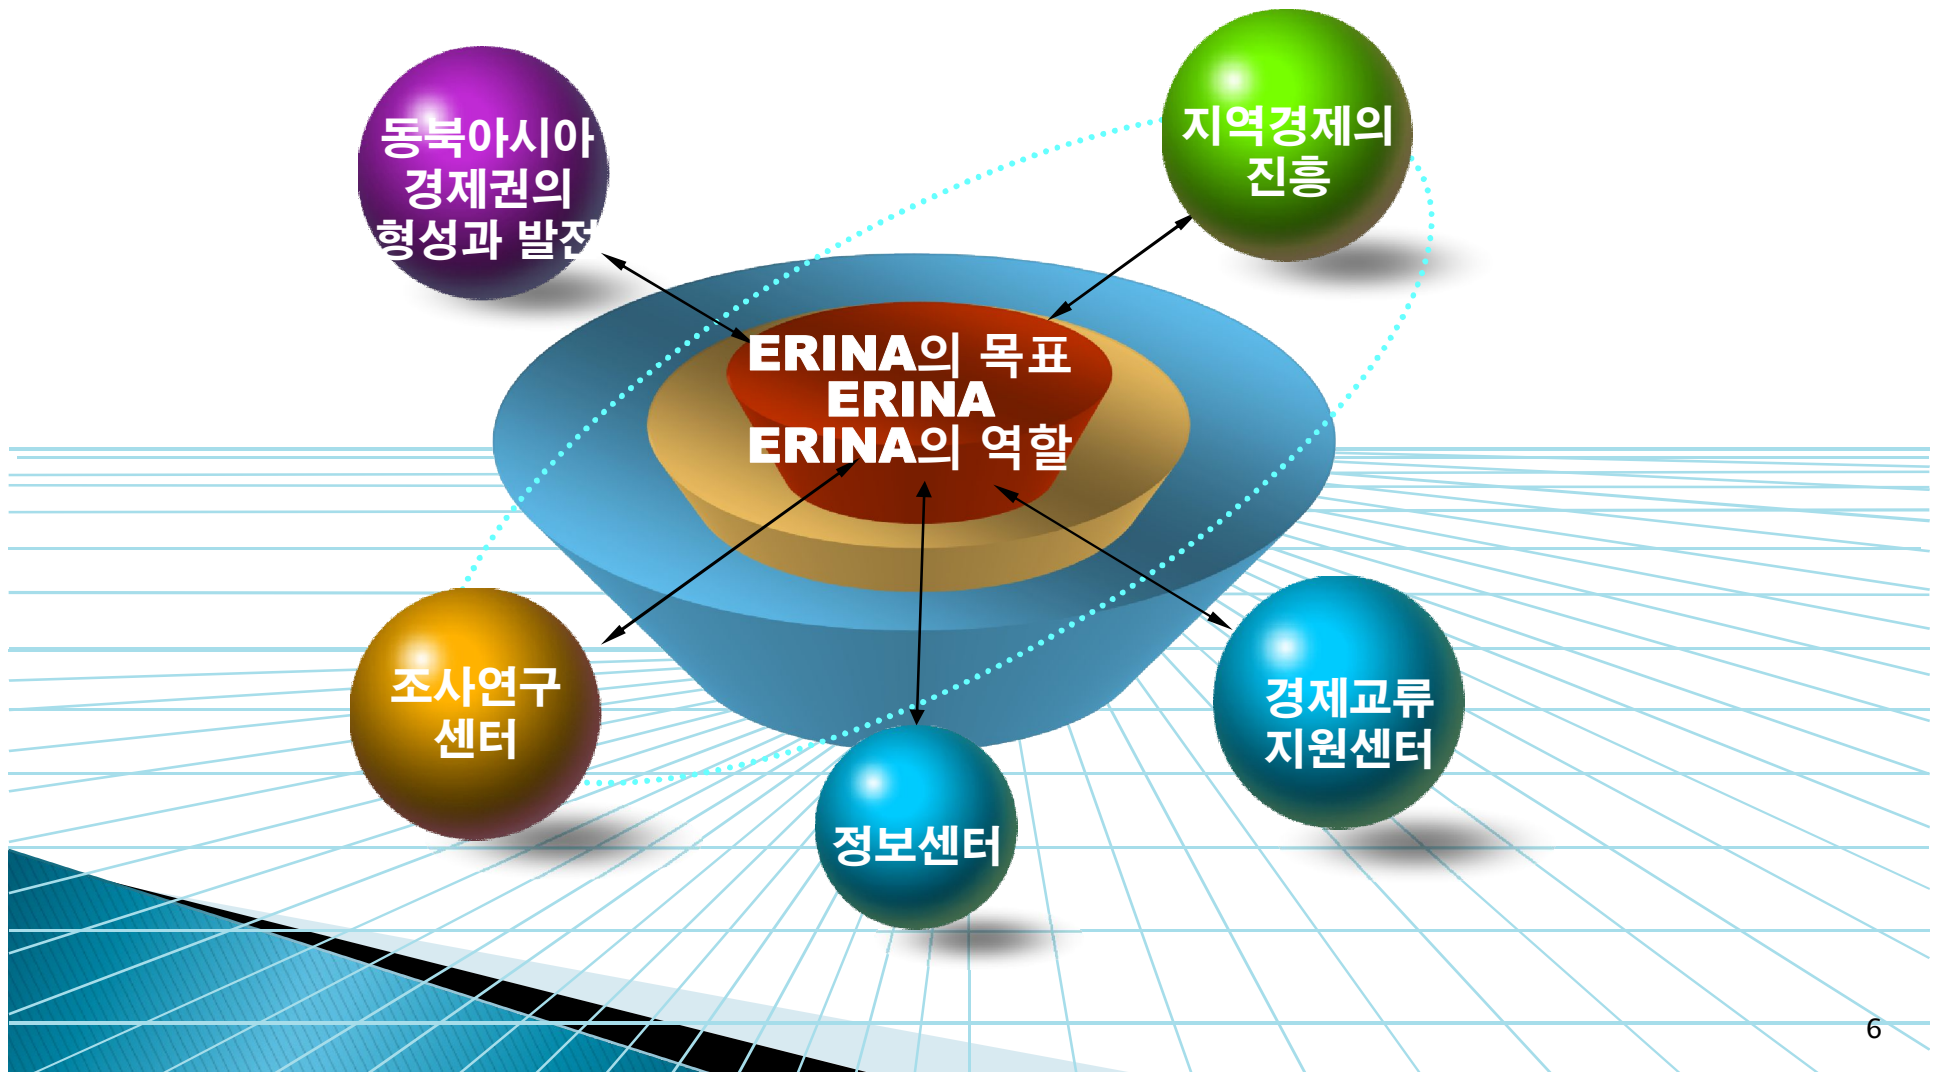 동북아시아
경제권의
형성과 발전
지역경제의
진흥
ERINA의 목표
ERINA
ERINA의 역할
조사연구
센터
정보센터
경제교류
지원센터
6